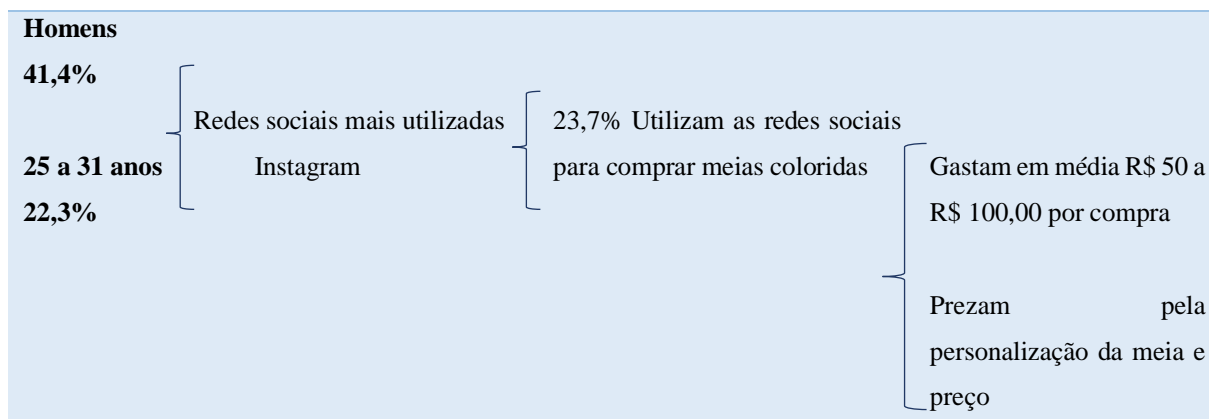 Homens
41,4%
Redes sociais mais utilizadas
Instagram
25 a 31 anos
22,3%
23,7% Utilizam as redes sociais
para comprar meias coloridas
Gastam em média R$ 50 a
R$ 100,00 por compra
Prezam pela
personalização da meia e
preço